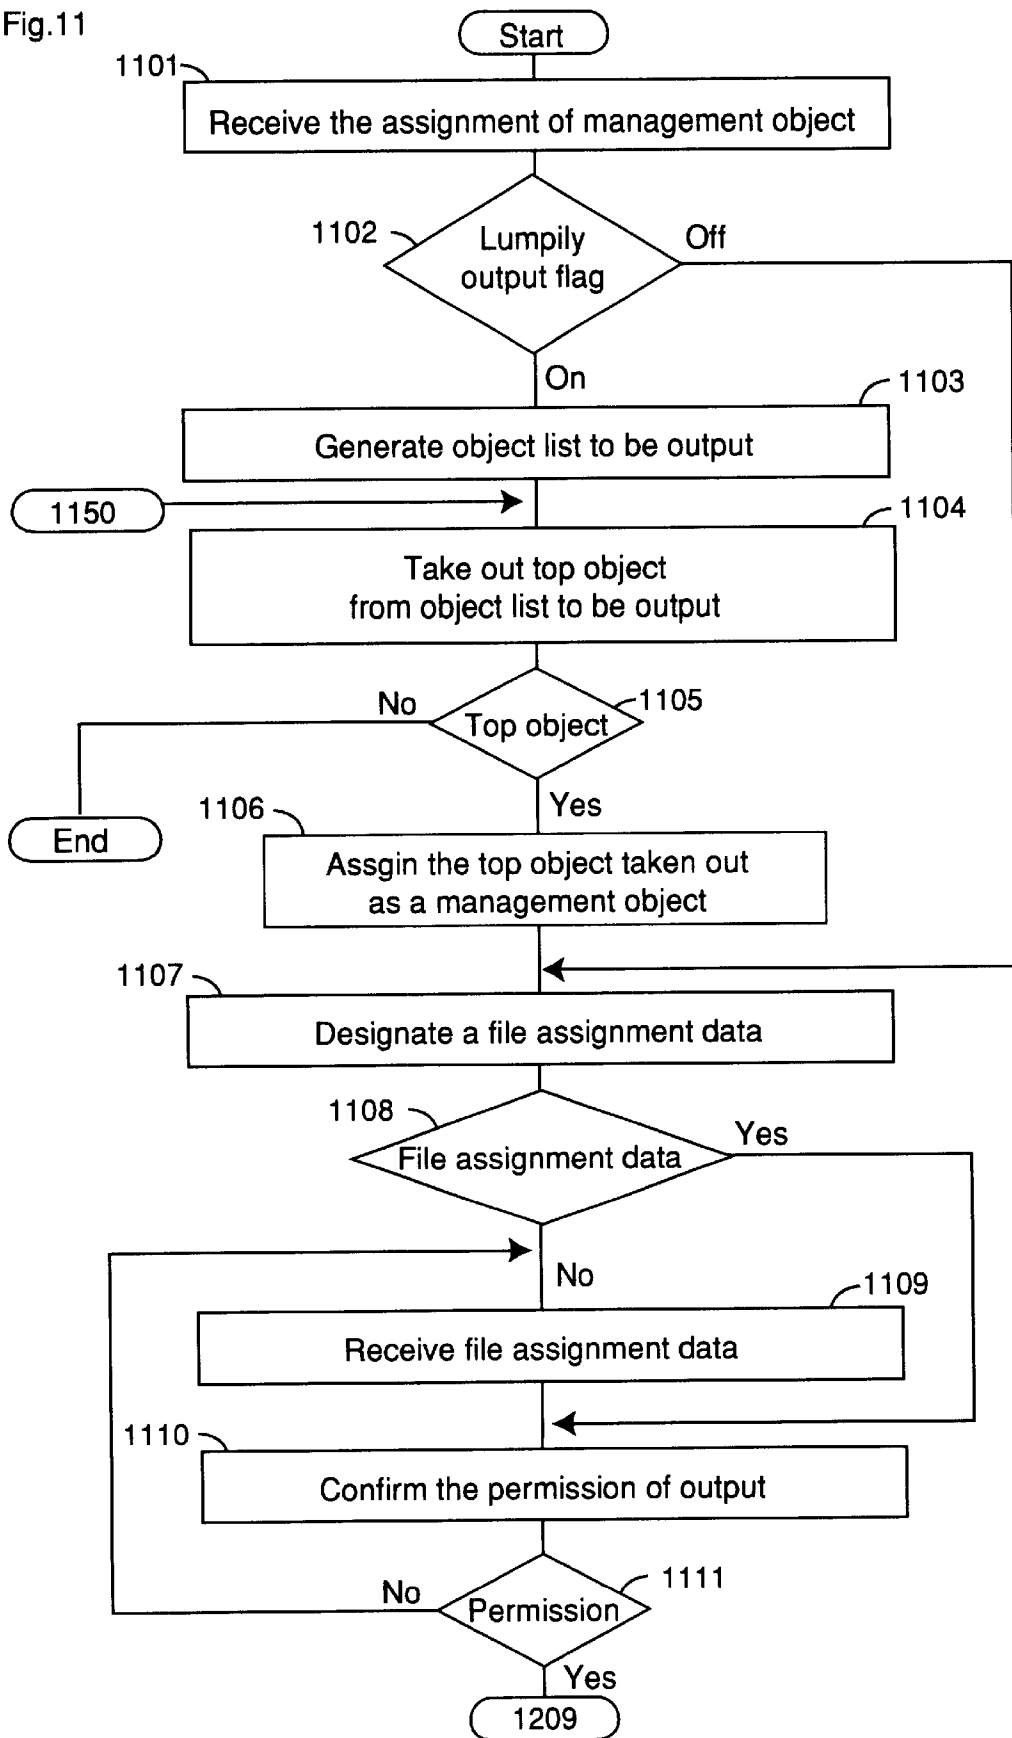 Fig.11
Start
1101
Receive the assignment of management object
1102
Lumpily
output flag
Off
On
1103
Generate object list to be output
1150
1104
Take out top object
from object list to be output
No
1105
Top object
Yes
End
1106
Assgin the top object taken out
as a management object
1107
Designate a file assignment data
1108
File assignment data
Yes
No
1109
Receive file assignment data
1110
Confirm the permission of output
No
1111
Permission
Yes
1209